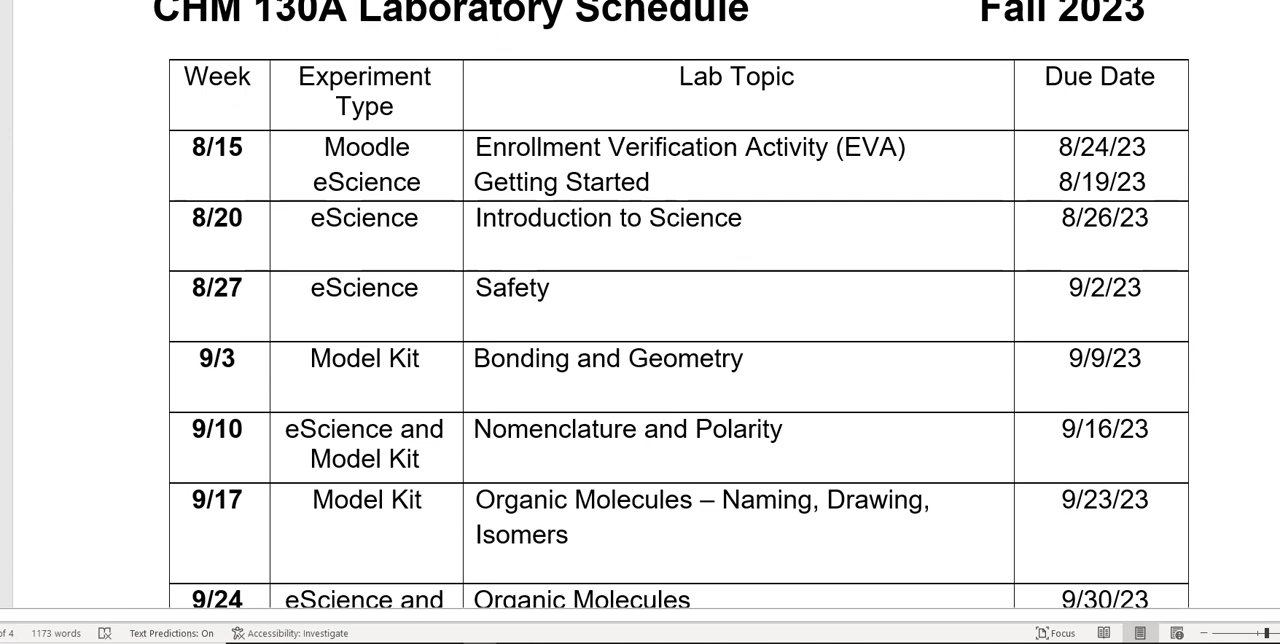 CHM 130A Laboratory Schedule Fall 2023
Week Experiment Type Lab Topic Due Date
8/15 Moodle Enrollment Verification Activity (EVA) 8/24/23
eScience Getting Started 8/19/23
8/20 eScience Introduction to Science 8/26/23
8/27 eScience Safety 9/2/23
9/3 Model Kit Bonding and Geometry 9/9/23
9/10 eScience and Nomenclature and Polarity 9/16/23
Model Kit
9/17 Model Kit Organic Molecules – Naming, Drawing, 9/23/23
Isomers
9/24 eScience and Organic Molecules 9/30/23
of 4 1173 words Text Predictions: On Accessibility: Investigate Focus